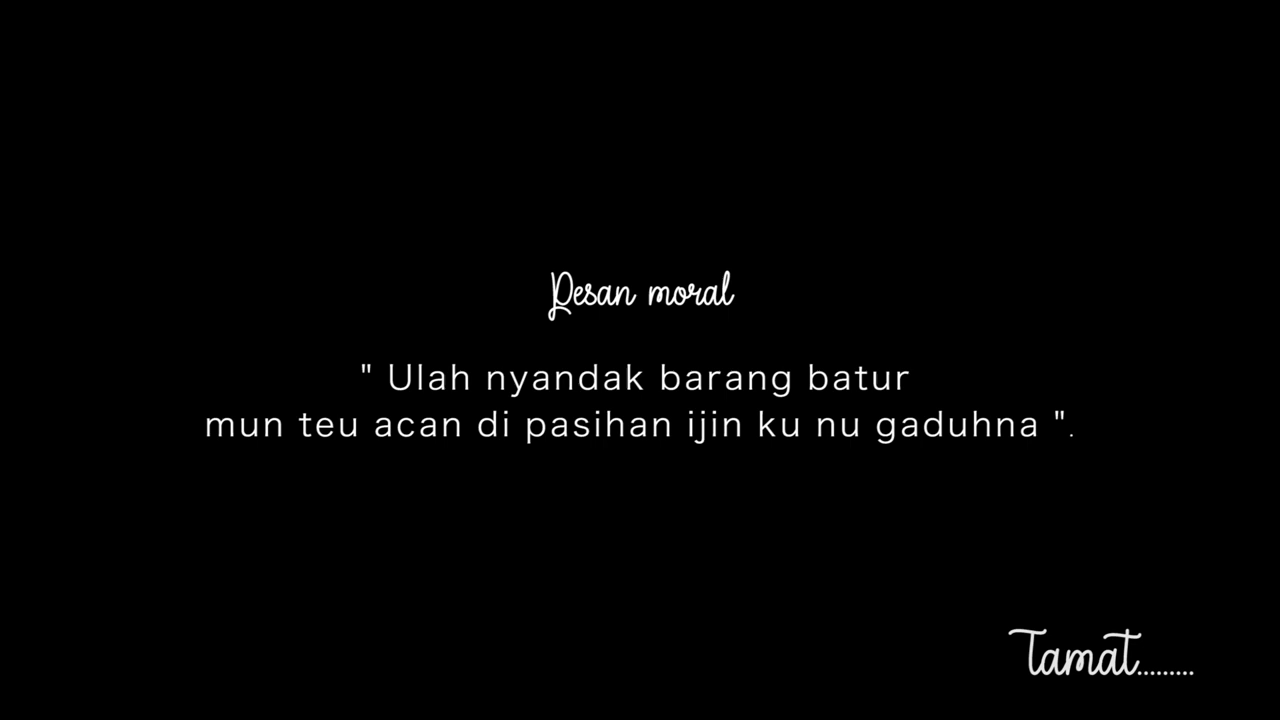 Pesan moral
" Ulah nyandak barang batur
mun teu acan di pasihan ijin ku nu gaduhna ".
Tamat.........